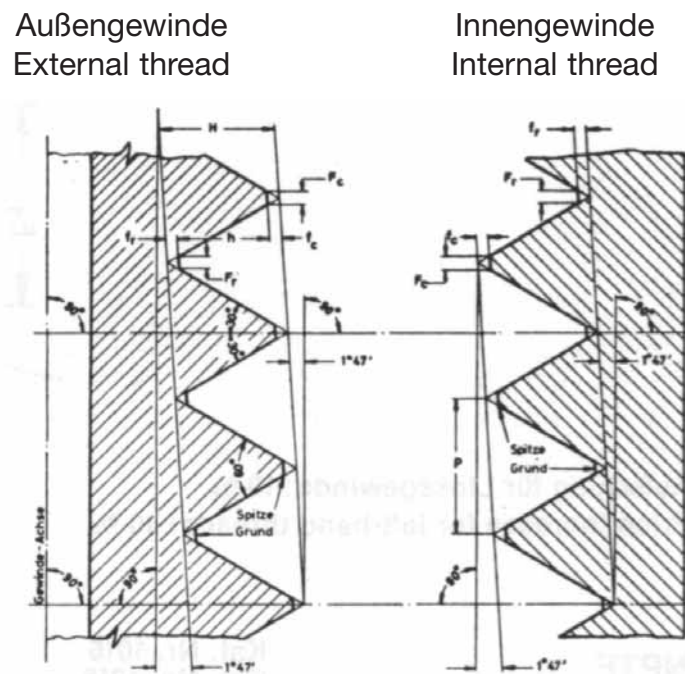 Außengewinde
External thread
Innengewinde
Internal thread
H
fr
Fc
Fr
fr
h
fc
fc
Fr
Fc
90°
30°
30°
90°
1°47'
1°47'
60°
P
Spitze
Grund
Spitze
Grund
Gewinde-Achse
90°
90°
90°
1°47'
1°47'